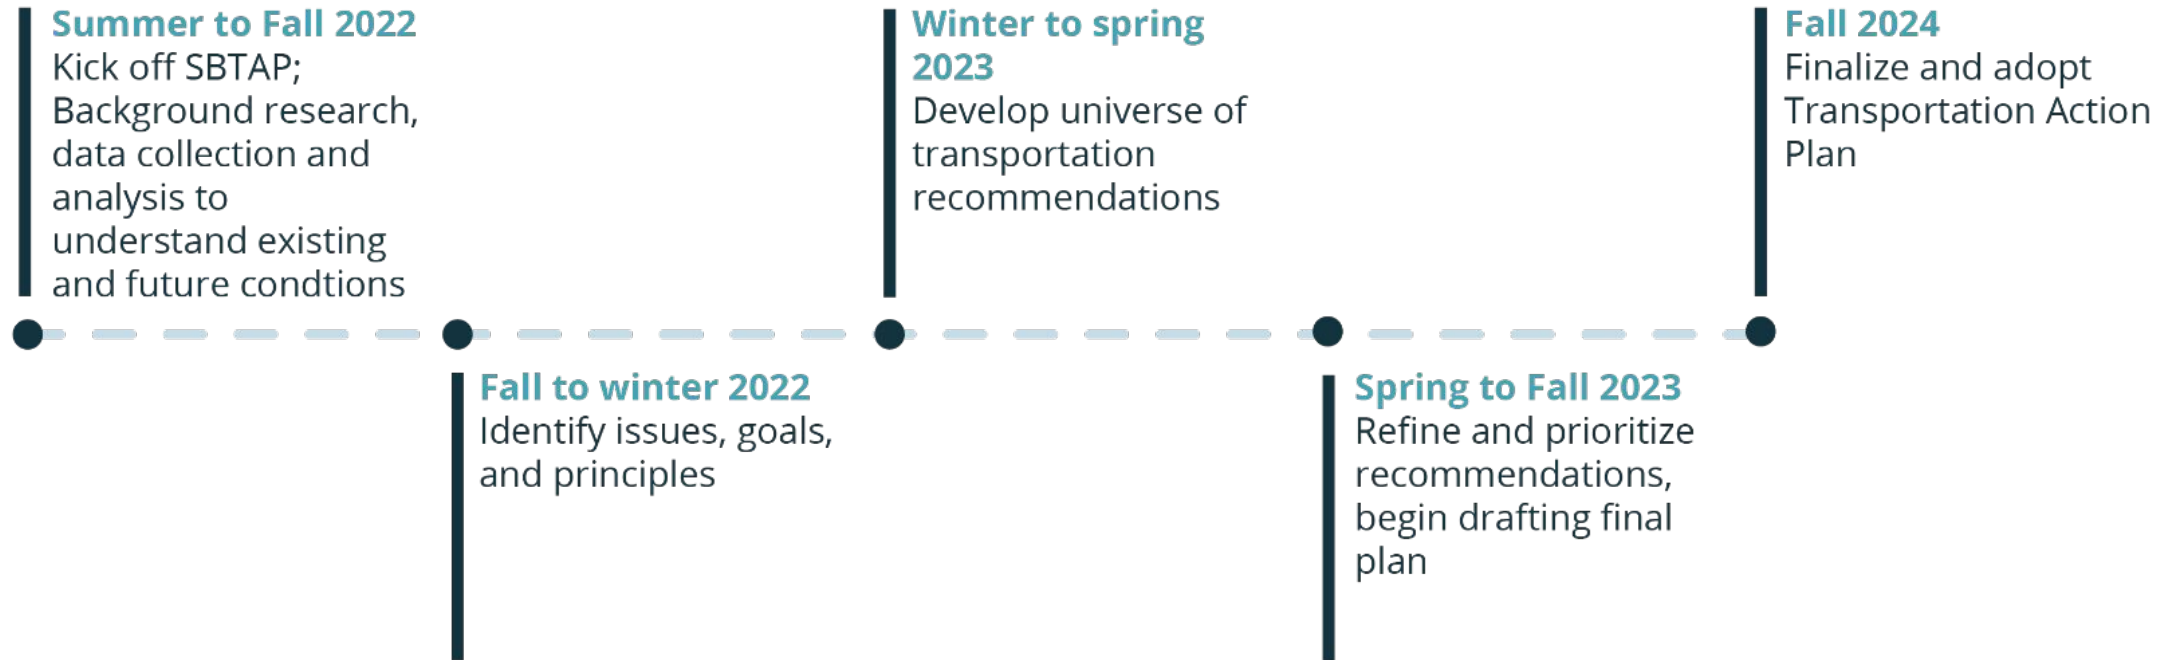 Summer to Fall 2022
Kick off SBTAP;
Background research,
data collection and
analysis to
understand existing
and future condtions
Fall to winter 2022
Identify issues, goals,
and principles
Winter to spring
2023
Develop universe of
transportation
recommendations
Spring to Fall 2023
Refine and prioritize
recommendations,
begin drafting final
plan
Fall 2024
Finalize and adopt
Transportation Action
Plan